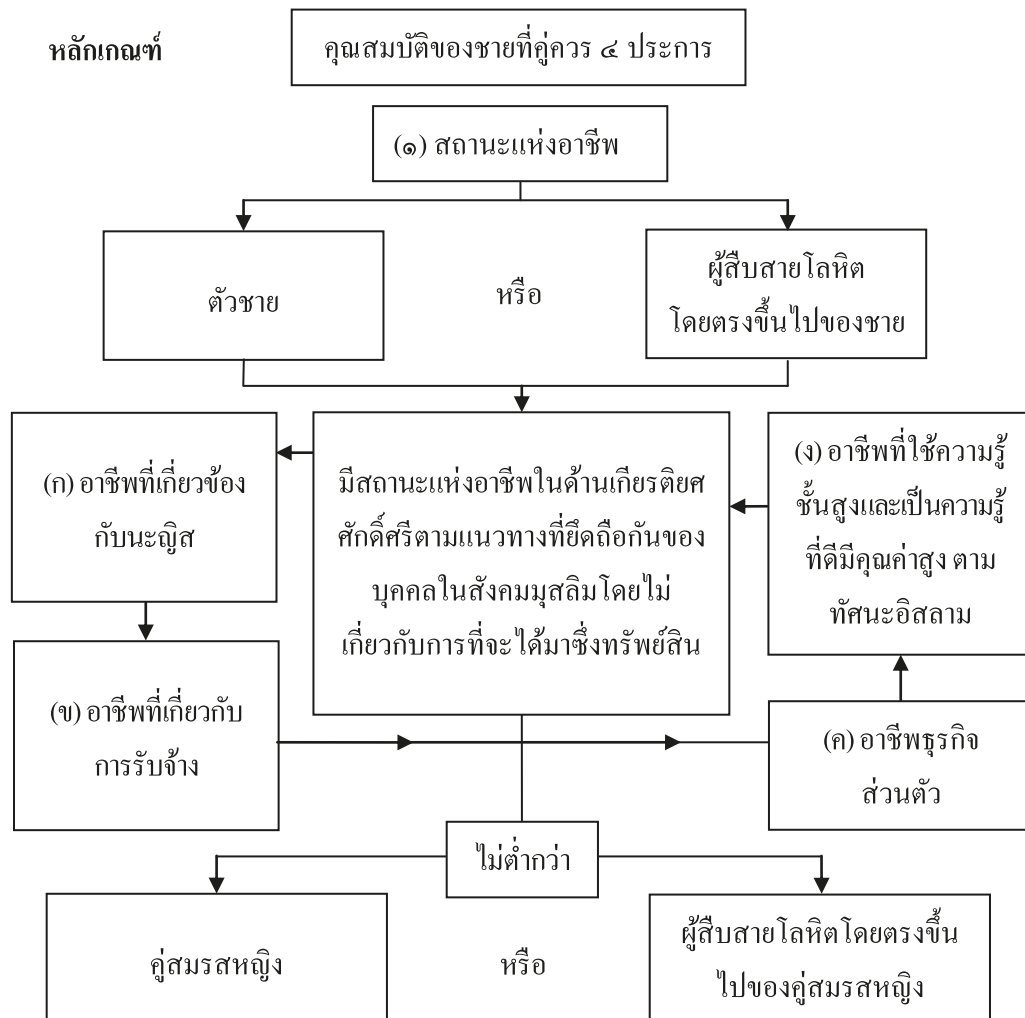 หลักเกณฑ์
คุณสมบัติของชายที่คู่ควร ๔ ประการ
(๑) สถานะแห่งอาชีพ
ตัวชาย
หรือ
ผู้สืบสายโลหิต
โดยตรงขึ้นไปของชาย
(ก) อาชีพที่เกี่ยวข้อง
กับนะญิส
มีสถานะแห่งอาชีพในด้านเกียรติยศ
ศักดิ์ศรีตามแนวทางที่ยึดถือกันของ
บุคคลในสังคมมุสลิมโดยไม่
เกี่ยวกับการที่จะได้มาซึ่งทรัพย์สิน
(ง) อาชีพที่ใช้ความรู้
ชั้นสูงและเป็นความรู้
ที่ดีมีคุณค่าสูง ตาม
ทัศนะอิสลาม
(ข) อาชีพที่เกี่ยวกับ
การรับจ้าง
(ค) อาชีพธุรกิจ
ส่วนตัว
ไม่ต่ำกว่า
คู่สมรสหญิง
หรือ
ผู้สืบสายโลหิตโดยตรงขึ้น
ไปของคู่สมรสหญิง